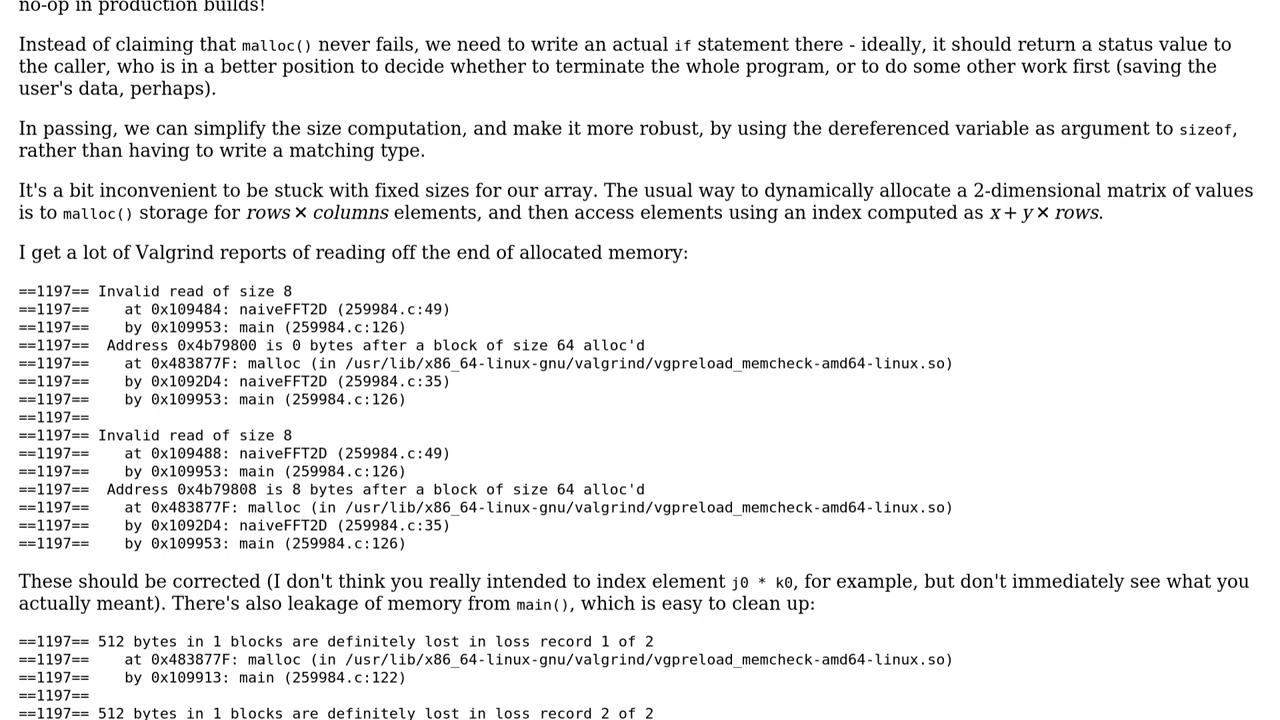 no-op in production builds!
Instead of claiming that malloc() never fails, we need to write an actual if statement there - ideally, it should return a status value to
the caller, who is in a better position to decide whether to terminate the whole program, or to do some other work first (saving the
user's data, perhaps).
In passing, we can simplify the size computation, and make it more robust, by using the dereferenced variable as argument to sizeof,
rather than having to write a matching type.
It's a bit inconvenient to be stuck with fixed sizes for our array. The usual way to dynamically allocate a 2-dimensional matrix of values
is to malloc() storage for rows × columns elements, and then access elements using an index computed as x + y × rows.
I get a lot of Valgrind reports of reading off the end of allocated memory:
==1197== Invalid read of size 8
==1197==    at 0x109484: naiveFFT2D (259984.c:49)
==1197==    by 0x109953: main (259984.c:126)
==1197==  Address 0x4b79800 is 0 bytes after a block of size 64 alloc'd
==1197==    at 0x483877F: malloc (in /usr/lib/x86_64-linux-gnu/valgrind/vgpreload_memcheck-amd64-linux.so)
==1197==    by 0x1092D4: naiveFFT2D (259984.c:35)
==1197==    by 0x109953: main (259984.c:126)
==1197==
==1197== Invalid read of size 8
==1197==    at 0x109488: naiveFFT2D (259984.c:49)
==1197==    by 0x109953: main (259984.c:126)
==1197==  Address 0x4b79808 is 8 bytes after a block of size 64 alloc'd
==1197==    at 0x483877F: malloc (in /usr/lib/x86_64-linux-gnu/valgrind/vgpreload_memcheck-amd64-linux.so)
==1197==    by 0x1092D4: naiveFFT2D (259984.c:35)
==1197==    by 0x109953: main (259984.c:126)
These should be corrected (I don't think you really intended to index element j0 * k0, for example, but don't immediately see what you
actually meant). There's also leakage of memory from main(), which is easy to clean up:
==1197== 512 bytes in 1 blocks are definitely lost in loss record 1 of 2
==1197==    at 0x483877F: malloc (in /usr/lib/x86_64-linux-gnu/valgrind/vgpreload_memcheck-amd64-linux.so)
==1197==    by 0x109913: main (259984.c:122)
==1197==
==1197== 512 bytes in 1 blocks are definitely lost in loss record 2 of 2